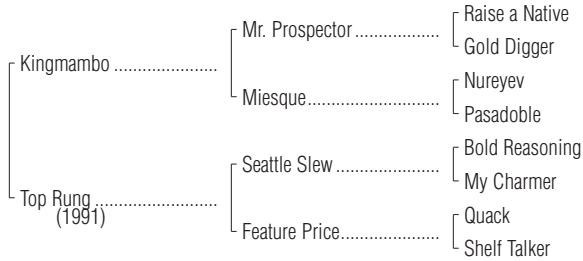 Raise a Native
Mr. Prospector ....................
Gold Digger
Kingmambo .........................
Nureyev
Miesque...............................
Pasadoble
Bold Reasoning
Seattle Slew .........................
My Charmer
Top Rung .............................
(1991)
Quack
Feature Price.......................
Shelf Talker